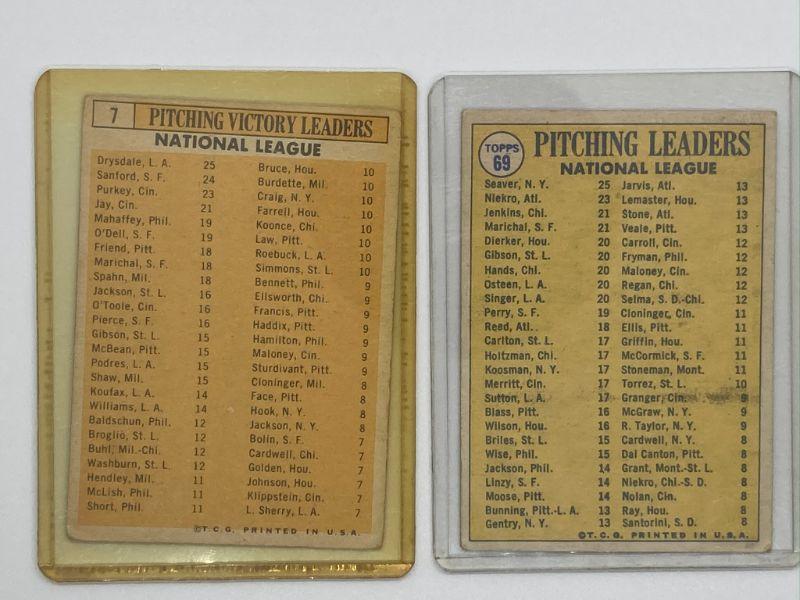 7 PITCHING VICTORY LEADERS
NATIONAL LEAGUE
Drysdale, L. A. 25
Sanford, S. F. 24
Purkey, Cin. 23
Jay, Cin. 21
Mahaffey, Phil. 19
O'Dell, S. F. 19
Friend, Pitt. 18
Marichal, S. F. 18
Spahn, Mil. 18
Jackson, St. L. 16
O'Toole, Cin. 16
Pierce, S. F. 16
Gibson, St. L. 15
McBean, Pitt. 15
Podres, L. A. 15
Shaw, Mil. 15
Koufax, L. A. 14
Williams, L. A. 14
Baldschun, Phil. 12
Broglio, St. L. 12
Buhl, Mil.-Chi. 12
Washburn, St. L. 12
Hendley, Mil. 11
McLish, Phil. 11
Short, Phil. 11
Bruce, Hou. 10
Burdette, Mil. 10
Craig, N. Y. 10
Farrell, Hou. 10
Koonce, Chi. 10
Law, Pitt. 10
Roebuck, L. A. 10
Simmons, St. L. 10
Bennett, Phil. 9
Ellsworth, Chi. 9
Francis, Pitt. 9
Haddix, Pitt. 9
Hamilton, Phil. 9
Maloney, Cin. 9
Sturdivant, Pitt. 9
Cloninger, Mil. 8
Face, Pitt. 8
Hook, N. Y. 8
Jackson, N. Y. 8
Bolin, S. F. 7
Cardwell, Chi. 7
Golden, Hou. 7
Johnson, Hou. 7
Klippstein, Cin. 7
L. Sherry, L. A. 7
©T. C. G. PRINTED IN U. S. A.
TOPPS
69
PITCHING LEADERS
NATIONAL LEAGUE
Seaver, N. Y. 25
Niekro, Atl. 23
Jenkins, Chi. 21
Marichal, S. F. 21
Dierker, Hou. 20
Gibson, St. L. 20
Hands, Chi. 20
Osteen, L. A. 20
Singer, L. A. 20
Perry, S. F. 19
Reed, Atl. 18
Carlton, St. L. 17
Holtzman, Chi. 17
Koosman, N. Y. 17
Merritt, Cin. 17
Sutton, L. A. 17
Blass, Pitt. 16
Wilson, Hou. 16
Briles, St. L. 15
Wise, Phil. 15
Jackson, Phil. 14
Linzy, S. F. 14
Moose, Pitt. 14
Bunning, Pitt.-L. A. 13
Gentry, N. Y. 13
Jarvis, Atl. 13
Lemaster, Hou. 13
Stone, Atl. 13
Veale, Pitt. 13
Carroll, Cin. 12
Fryman, Phil. 12
Maloney, Cin. 12
Regan, Chi. 12
Selma, S. D.-Chi. 12
Cloninger, Cin. 11
Ellis, Pitt. 11
Griffin, Hou. 11
McCormick, S. F. 11
Stoneman, Mont. 11
Torrez, St. L. 10
Granger, Cin. 9
McGraw, N. Y. 9
R. Taylor, N. Y. 9
Cardwell, N. Y. 8
Dal Canton, Pitt. 8
Grant, Mont.-St. L. 8
Niekro, Chi.-S. D. 8
Nolan, Cin. 8
Ray, Hou. 8
Santorini, S. D. 8
©T. C. G. PRINTED IN U. S. A.